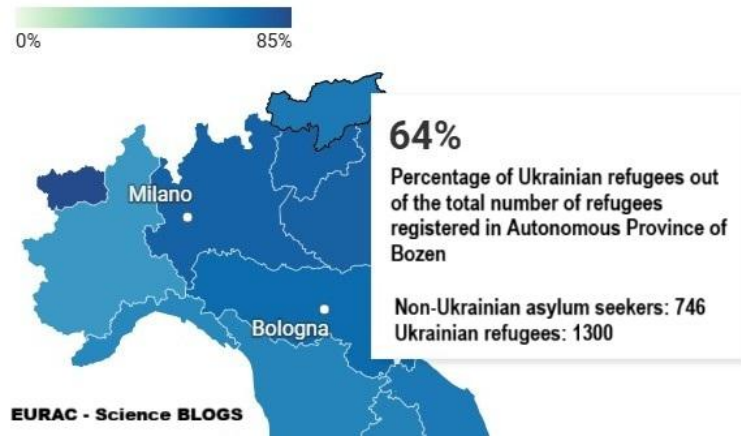 0%
85%
64%
Percentage of Ukrainian refugees out
of the total number of refugees
registered in Autonomous Province of
Bozen
Non-Ukrainian asylum seekers: 746
Ukrainian refugees: 1300
Milano
Bologna
EURAC - Science BLOGS